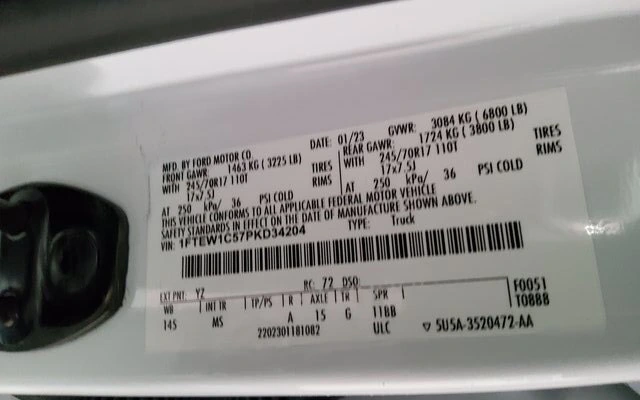 MFD. BY FORD MOTOR CO. DATE: 01/23 GVWR: 3084 KG ( 6800 LB)
FRONT GAWR: 1463 KG ( 3225 LB) REAR GAWR: 1724 KG ( 3800 LB)
WITH 245/70R17 110T TIRES WITH 245/70R17 110T TIRES
17x7.5J RIMS 17x7.5J RIMS
AT 250 kPa/ 36 PSI COLD AT 250 kPa/ 36 PSI COLD
THIS VEHICLE CONFORMS TO ALL APPLICABLE FEDERAL MOTOR VEHICLE
SAFETY STANDARDS IN EFFECT ON THE DATE OF MANUFACTURE SHOWN ABOVE.
VIN: 1FTEW1C57PKD34204 TYPE: Truck
EXT PNT: YZ RC: 72 DSO: F0051
WB INT TR TP/PS R AXLE TR SPR T0888
145 MS A 15 G 11BB
2202301181082 ULC 5U5A-3520472-AA